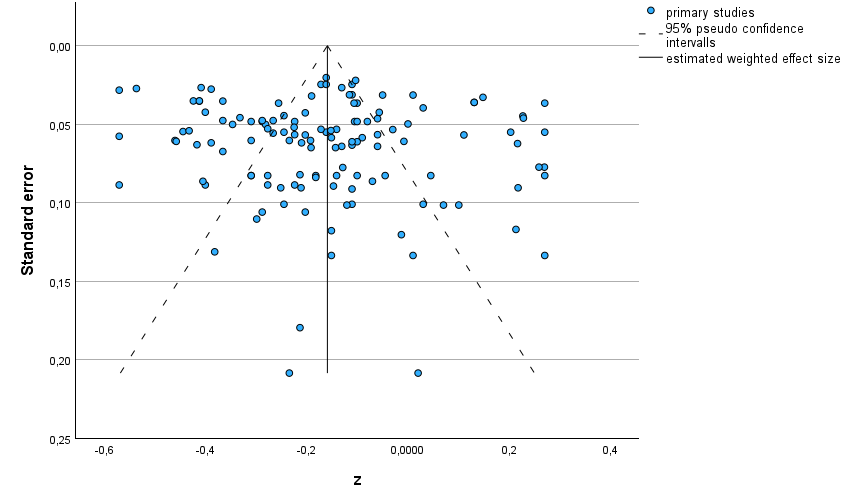 primary studies
95% pseudo confidence
intervalls
estimated weighted effect size
0,00
0,05
0,10
0,15
0,20
0,25
Standard error
-0,6
-0,4
-0,2
0,0000
0,2
0,4
z